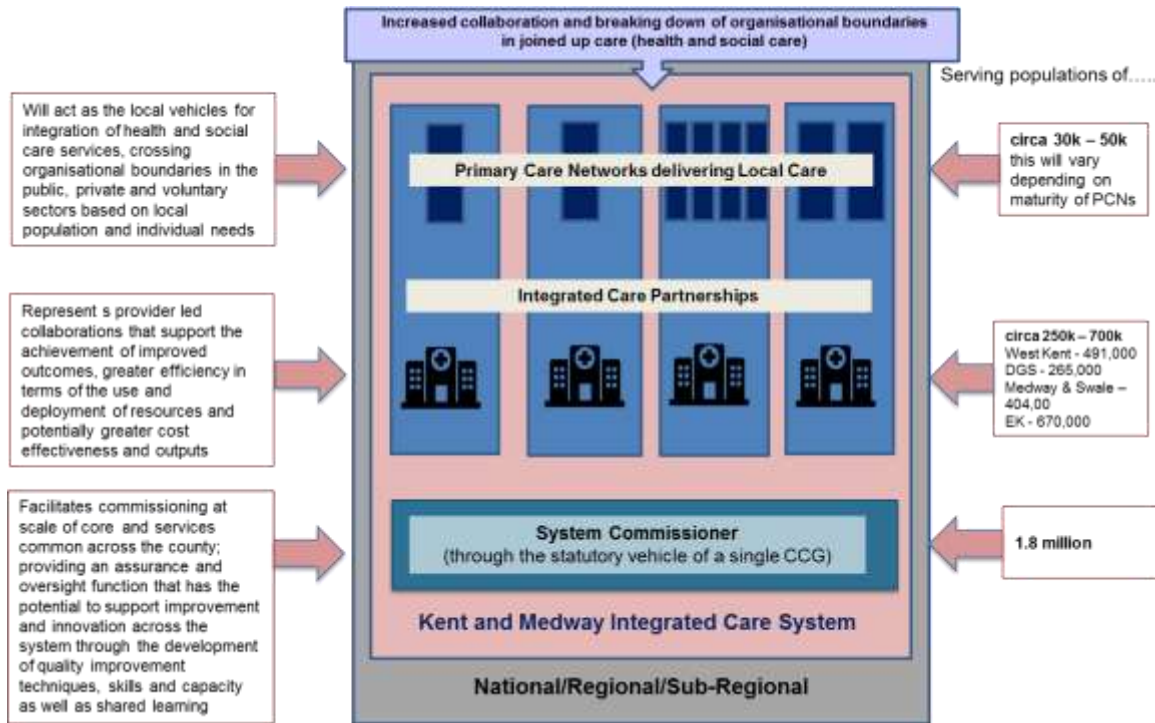 Increased collaboration and breaking down of organisational boundaries
in joined up care (health and social care)
Serving populations of.....
Will act as the local vehicles for
integration of health and social
care services, crossing
organisational boundaries in the
public, private and voluntary
sectors based on local
population and individual needs
Primary Care Networks delivering Local Care
circa 30k – 50k
this will vary
depending on
maturity of PCNs
Represent s provider led
collaborations that support the
achievement of improved
outcomes, greater efficiency in
terms of the use and
deployment of resources and
potentially greater cost
effectiveness and outputs
Integrated Care Partnerships
circa 250k – 700k
West Kent - 491,000
DGS - 265,000
Medway & Swale –
404,00
EK - 670,000
Facilitates commissioning at
scale of core and services
common across the county;
providing an assurance and
oversight function that has the
potential to support improvement
and innovation across the
system through the development
of quality improvement
techniques, skills and capacity
as well as shared learning
System Commissioner
(through the statutory vehicle of a single CCG)
1.8 million
Kent and Medway Integrated Care System
National/Regional/Sub-Regional